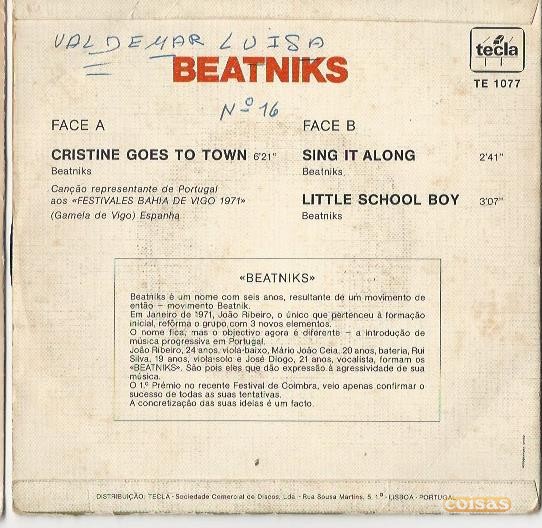 VALDEMAR LUISA
tecla
BEATNIKS
TE 1077
Nº 16
FACE A
CRISTINE GOES TO TOWN 6'21"
Beatniks
Canção representante de Portugal
aos «FESTIVALES BAHIA DE VIGO 1971»
(Gamela de Vigo) Espanha
FACE B
SING IT ALONG 2'41"
Beatniks
LITTLE SCHOOL BOY 3'07"
Beatniks
«BEATNIKS»
Beatniks é um nome com seis anos, resultante de um movimento de
então — movimento Beatnik.
Em Janeiro de 1971, João Ribeiro, o único que pertenceu à formação
inicial, reforma o grupo com 3 novos elementos.
O nome fica, mas o objectivo agora é diferente — a introdução de
música progressiva em Portugal.
João Ribeiro, 24 anos, viola-baixo, Mário João Ceia, 20 anos, bateria, Rui
Silva, 19 anos, viola-solo e José Diogo, 21 anos, vocalista, formam os
«BEATNIKS». São pois eles que dão expressão à agressividade de sua
música.
O 1.º Prémio no recente Festival de Coimbra, veio apenas confirmar o
sucesso de todas as suas tentativas.
A concretização das suas ideias é um facto.
DISTRIBUIÇÃO: TECLA - Sociedade Comercial de Discos, Lda - Rua Sousa Martins, 5, 1.º - LISBOA - PORTUGAL
coisas